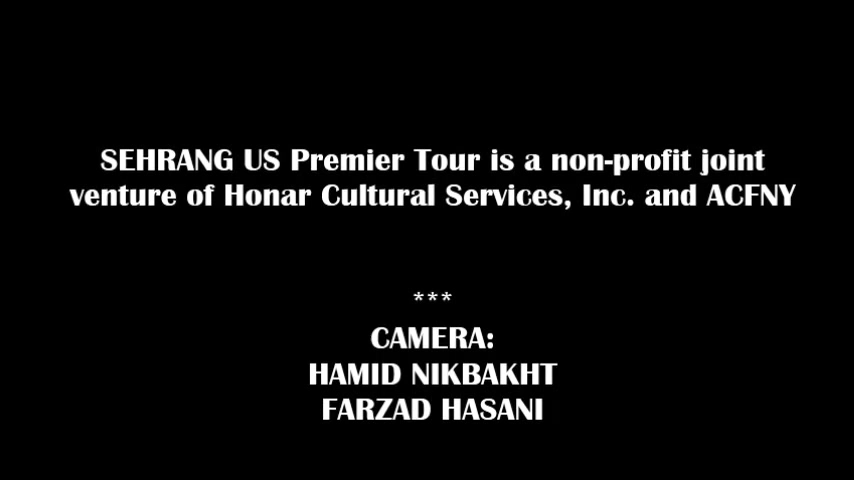 SEHRANG US Premier Tour is a non-profit joint
venture of Honar Cultural Services, Inc. and ACFNY
***
CAMERA:
HAMID NIKBAKHT
FARZAD HASANI